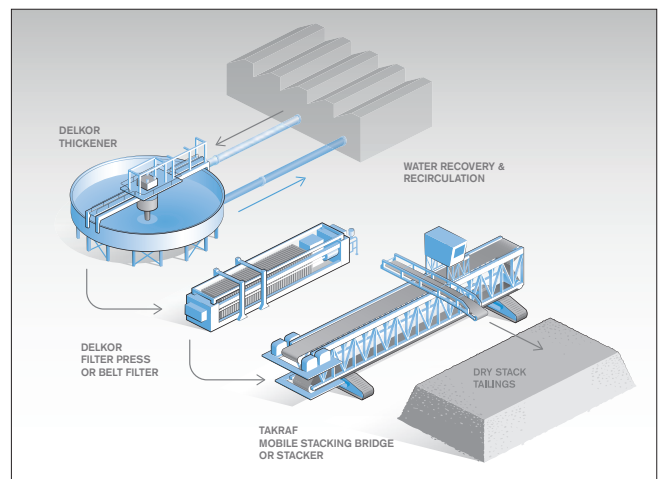 DELKOR
THICKENER
WATER RECOVERY &
RECIRCULATION
DELKOR
FILTER PRESS
OR BELT FILTER
DRY STACK
TAILINGS
TAKRAF
MOBILE STACKING BRIDGE
OR STACKER